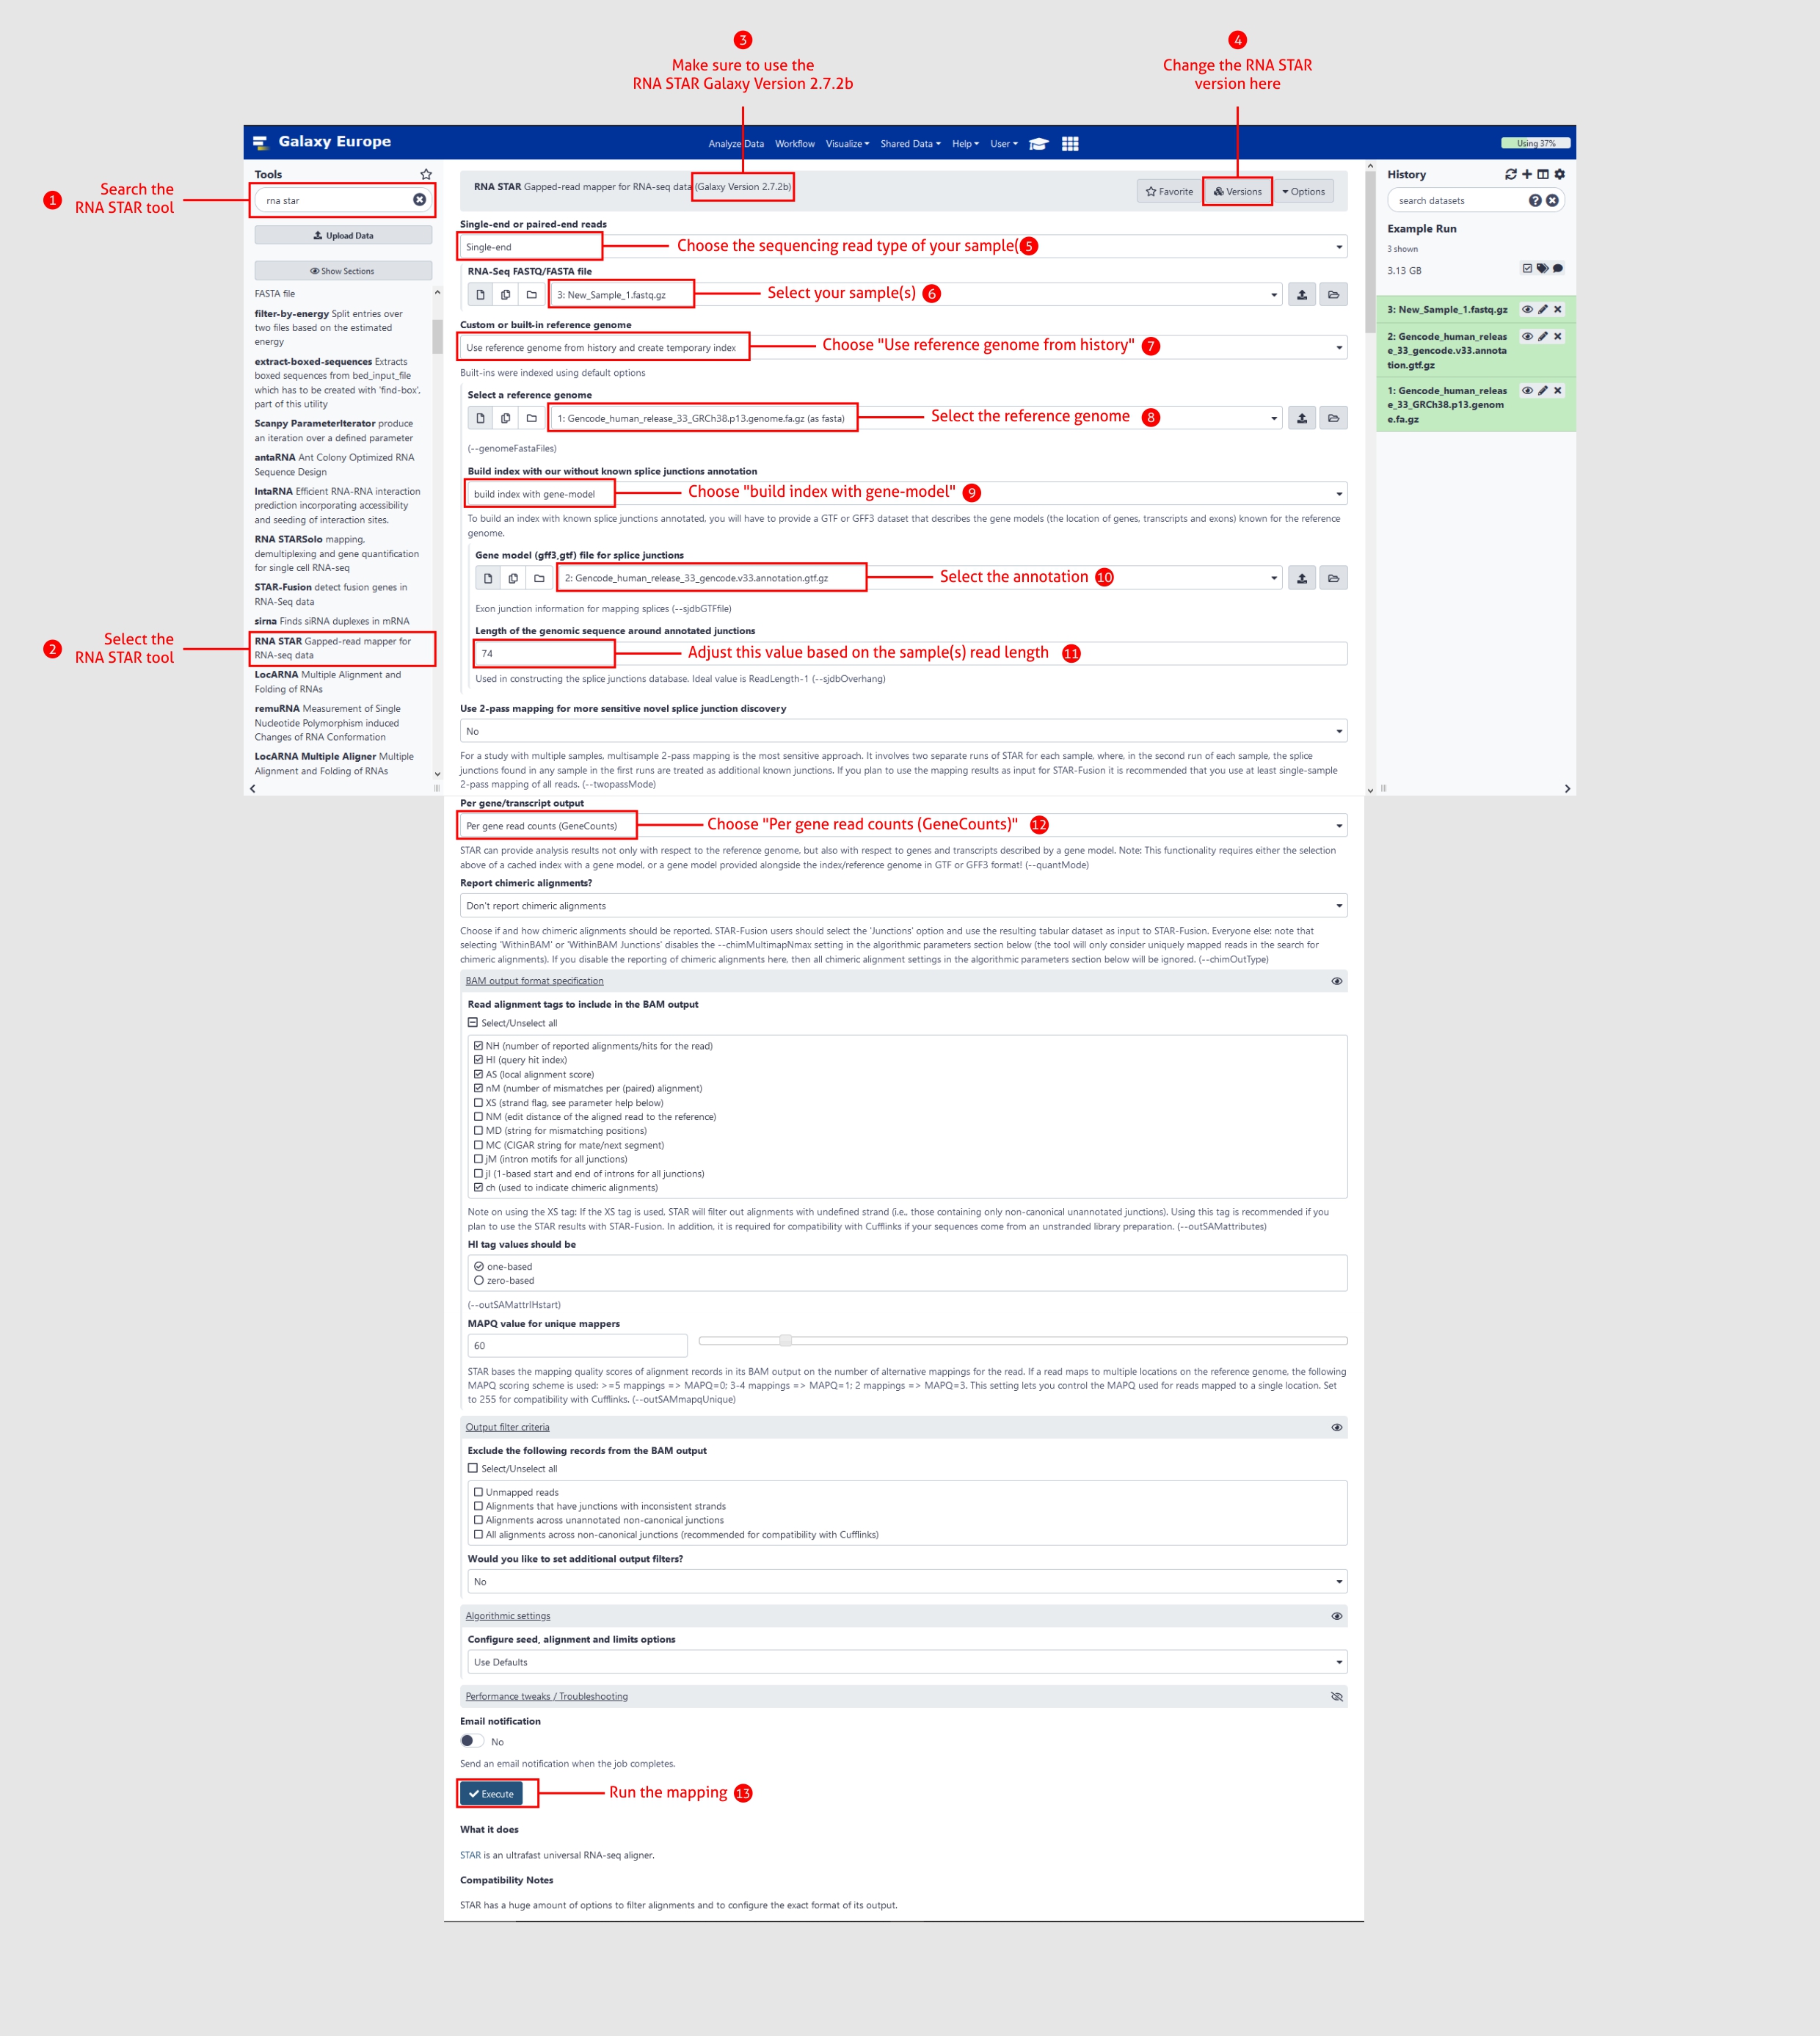 3
Make sure to use the
RNA STAR Galaxy Version 2.7.2b
4
Change the RNA STAR
version here
Galaxy Europe
Analyze Data Workflow Visualize Shared Data Help User
Using 37%
1
Search the
RNA STAR tool
2
Select the
RNA STAR tool
Tools
rna star
Upload Data
Show Sections
FASTA file
filter-by-energy Split entries over
two files based on the estimated
energy
extract-boxed-sequences Extracts
boxed sequences from bed_input_file
which has to be created with 'find-box',
part of this utility
Scanpy ParameterIterator produce
an iteration over a defined parameter
antaRNA Ant Colony Optimized RNA
Sequence Design
IntaRNA Efficient RNA-RNA interaction
prediction incorporating accessibility
and seeding of interaction sites.
RNA STARSolo mapping,
demultiplexing and gene quantification
for single cell RNA-seq
STAR-Fusion detect fusion genes in
RNA-Seq data
sirna Finds siRNA duplexes in mRNA
RNA STAR Gapped-read mapper for
RNA-seq data
LocARNA Multiple Alignment and
Folding of RNAs
remuRNA Measurement of Single
Nucleotide Polymorphism induced
Changes of RNA Conformation
LocARNA Multiple Aligner Multiple
Alignment and Folding of RNAs
RNA STAR Gapped-read mapper for RNA-seq data (Galaxy Version 2.7.2b)
Favorite Versions Options
Single-end or paired-end reads
Single-end
Choose the sequencing read type of your sample( 5
RNA-Seq FASTQ/FASTA file
3: New_Sample_1.fastq.gz
Select your sample(s) 6
Custom or built-in reference genome
Use reference genome from history and create temporary index
Choose "Use reference genome from history" 7
Built-ins were indexed using default options
Select a reference genome
1: Gencode_human_release_33_GRCh38.p13.genome.fa.gz (as fasta)
Select the reference genome 8
(--genomeFastaFiles)
Build index with our without known splice junctions annotation
build index with gene-model
Choose "build index with gene-model" 9
To build an index with known splice junctions annotated, you will have to provide a GTF or GFF3 dataset that describes the gene models (the location of genes, transcripts and exons) known for the reference
genome.
Gene model (gff3,gtf) file for splice junctions
2: Gencode_human_release_33_gencode.v33.annotation.gtf.gz
Select the annotation 10
Exon junction information for mapping splices (--sjdbGTFfile)
Length of the genomic sequence around annotated junctions
74
Adjust this value based on the sample(s) read length 11
Used in constructing the splice junctions database. Ideal value is ReadLength-1 (--sjdbOverhang)
Use 2-pass mapping for more sensitive novel splice junction discovery
No
For a study with multiple samples, multisample 2-pass mapping is the most sensitive approach. It involves two separate runs of STAR for each sample, where, in the second run of each sample, the splice
junctions found in any sample in the first runs are treated as additional known junctions. If you plan to use the mapping results as input for STAR-Fusion it is recommended that you use at least single-sample
2-pass mapping of all reads. (--twopassMode)
Per gene/transcript output
Per gene read counts (GeneCounts)
Choose "Per gene read counts (GeneCounts)" 12
STAR can provide analysis results not only with respect to the reference genome, but also with respect to genes and transcripts described by a gene model. Note: This functionality requires either the selection
above of a cached index with a gene model, or a gene model provided alongside the index/reference genome in GTF or GFF3 format! (--quantMode)
Report chimeric alignments?
Don't report chimeric alignments
Choose if and how chimeric alignments should be reported. STAR-Fusion users should select the 'Junctions' option and use the resulting tabular dataset as input to STAR-Fusion. Everyone else: note that
selecting 'WithinBAM' or 'WithinBAM Junctions' disables the --chimMultimapNmax setting in the algorithmic parameters section below (the tool will only consider uniquely mapped reads in the search for
chimeric alignments). If you disable the reporting of chimeric alignments here, then all chimeric alignment settings in the algorithmic parameters section below will be ignored. (--chimOutType)
BAM output format specification
Read alignment tags to include in the BAM output
Select/Unselect all
NH (number of reported alignments/hits for the read)
HI (query hit index)
AS (local alignment score)
nM (number of mismatches per (paired) alignment)
XS (strand flag, see parameter help below)
NM (edit distance of the aligned read to the reference)
MD (string for mismatching positions)
MC (CIGAR string for mate/next segment)
jM (intron motifs for all junctions)
jI (1-based start and end of introns for all junctions)
ch (used to indicate chimeric alignments)
Note on using the XS tag: If the XS tag is used, STAR will filter out alignments with undefined strand (i.e., those containing only non-canonical unannotated junctions). Using this tag is recommended if you
plan to use the STAR results with STAR-Fusion. In addition, it is required for compatibility with Cufflinks if your sequences come from an unstranded library preparation. (--outSAMattributes)
HI tag values should be
one-based
zero-based
(--outSAMattrIHstart)
MAPQ value for unique mappers
60
STAR bases the mapping quality scores of alignment records in its BAM output on the number of alternative mappings for the read. If a read maps to multiple locations on the reference genome, the following
MAPQ scoring scheme is used: >=5 mappings => MAPQ=0; 3-4 mappings => MAPQ=1; 2 mappings => MAPQ=3. This setting lets you control the MAPQ used for reads mapped to a single location. Set
to 255 for compatibility with Cufflinks. (--outSAMmapqUnique)
Output filter criteria
Exclude the following records from the BAM output
Select/Unselect all
Unmapped reads
Alignments that have junctions with inconsistent strands
Alignments across unannotated non-canonical junctions
All alignments across non-canonical junctions (recommended for compatibility with Cufflinks)
Would you like to set additional output filters?
No
Algorithmic settings
Configure seed, alignment and limits options
Use Defaults
Performance tweaks / Troubleshooting
Email notification
No
Send an email notification when the job completes.
Execute
Run the mapping 13
What it does
STAR is an ultrafast universal RNA-seq aligner.
Compatibility Notes
STAR has a huge amount of options to filter alignments and to configure the exact format of its output.
History
search datasets
Example Run
3 shown
3.13 GB
3: New_Sample_1.fastq.gz
2: Gencode_human_releas
e_33_gencode.v33.annota
tion.gtf.gz
1: Gencode_human_releas
e_33_GRCh38.p13.genom
e.fa.gz